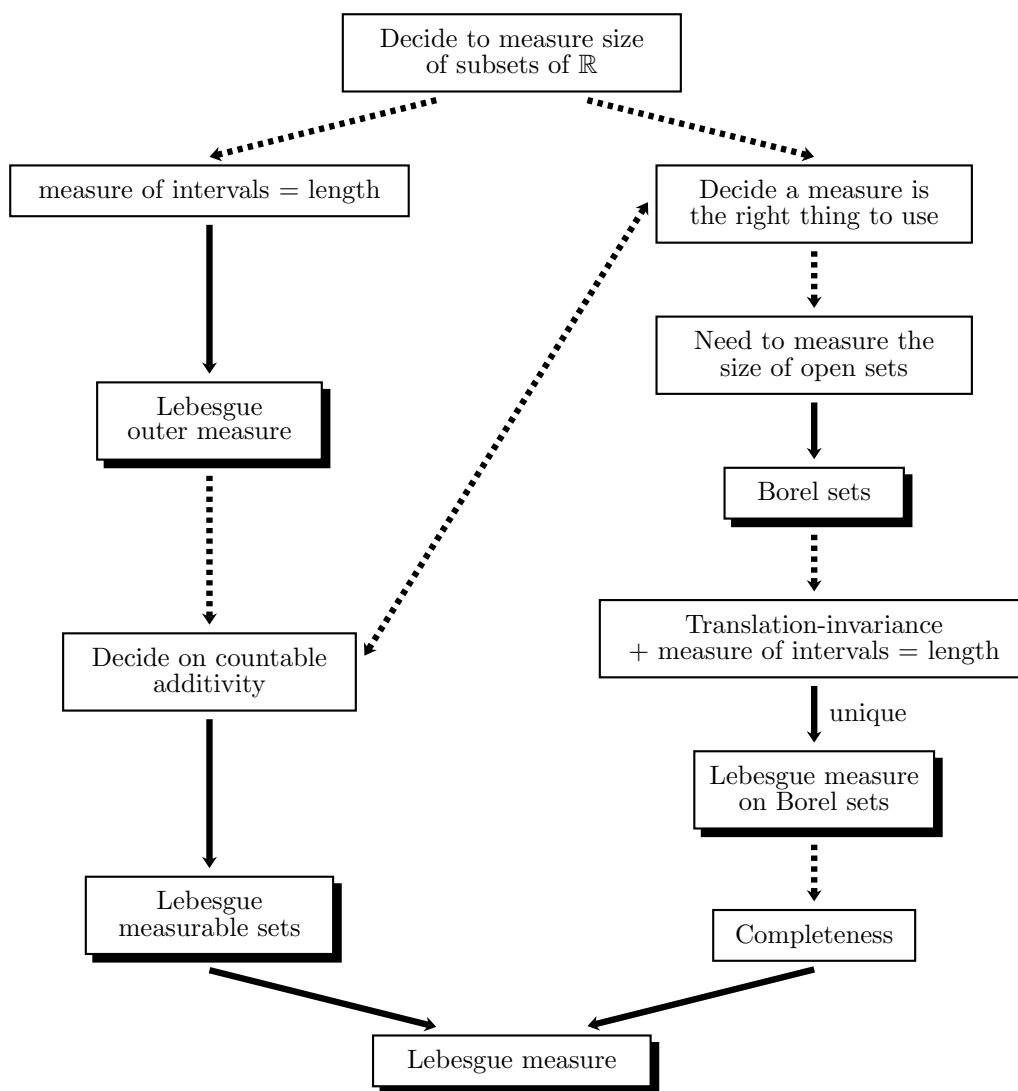 Decide to measure size
of subsets of ℝ
measure of intervals = length
Decide a measure is
the right thing to use
Need to measure the
size of open sets
Lebesgue
outer measure
Borel sets
Translation-invariance
+ measure of intervals = length
Decide on countable
additivity
unique
Lebesgue measure
on Borel sets
Lebesgue
measurable sets
Completeness
Lebesgue measure